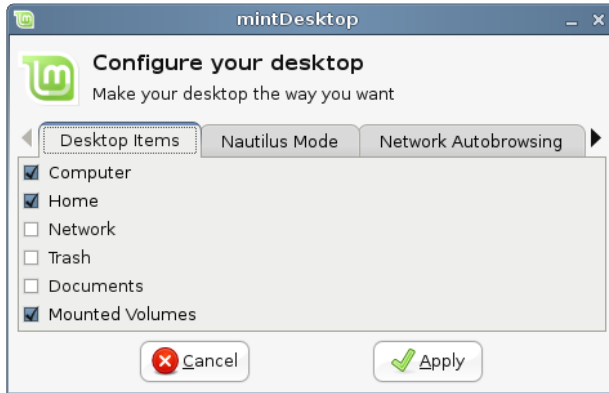 mintDesktop
Configure your desktop
Make your desktop the way you want
Desktop Items Nautilus Mode Network Autobrowsing
Computer
Home
Network
Trash
Documents
Mounted Volumes
Cancel Apply